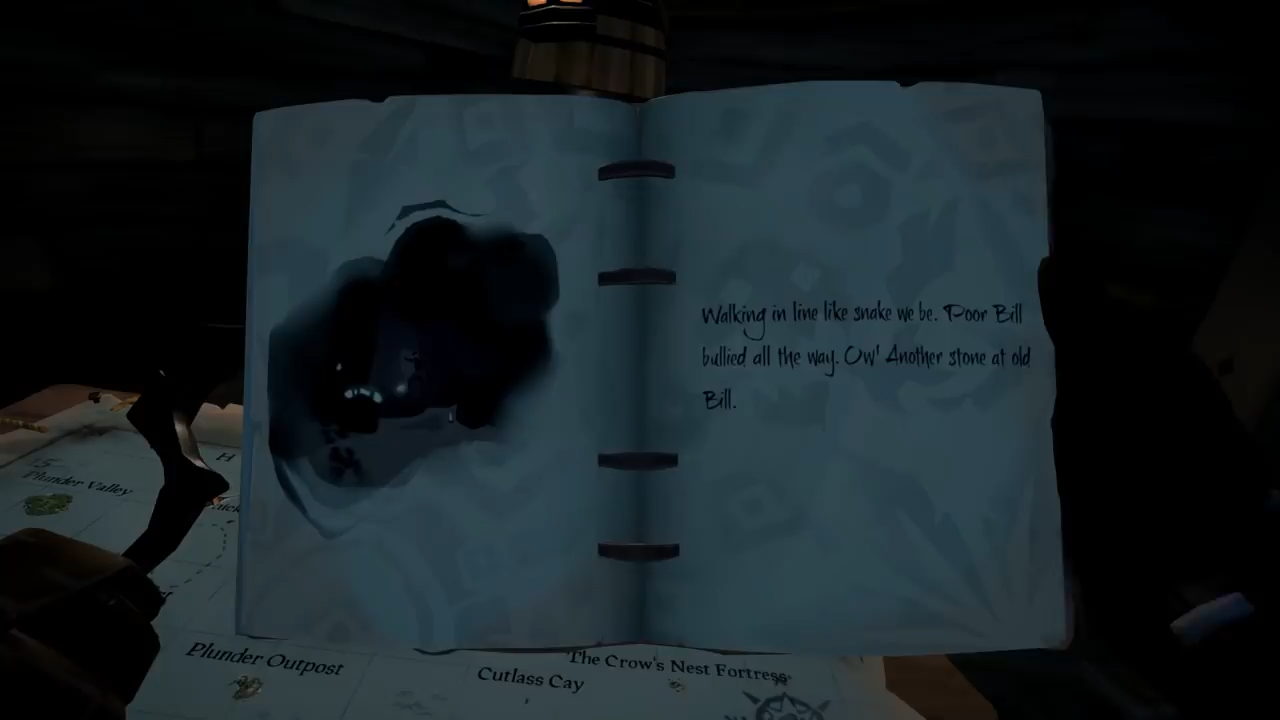 Walking in line like snake we be. Poor Bill
bullied all the way. Ow! Another stone at old
Bill.
Plunder Valley
H
Plunder Outpost
Cutlass Cay
The Crow's Nest Fortress